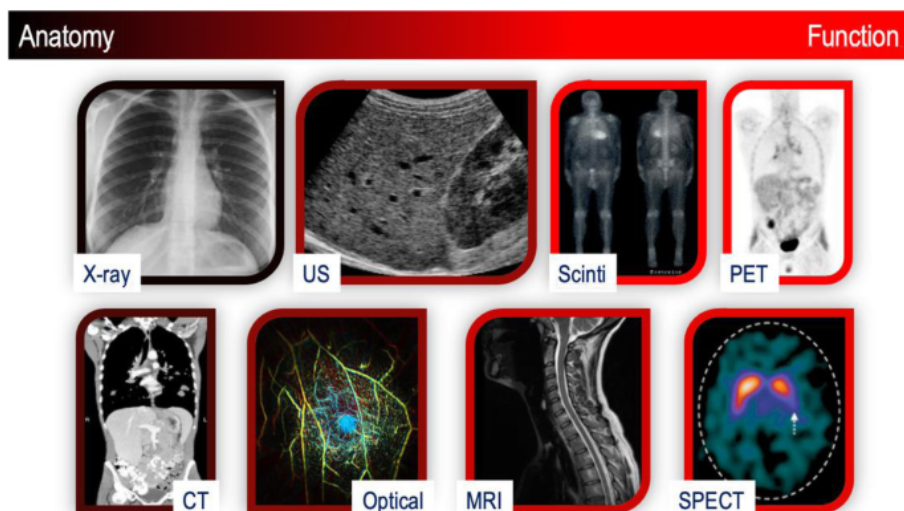 Anatomy Function
X-ray US Scinti PET
CT Optical MRI SPECT